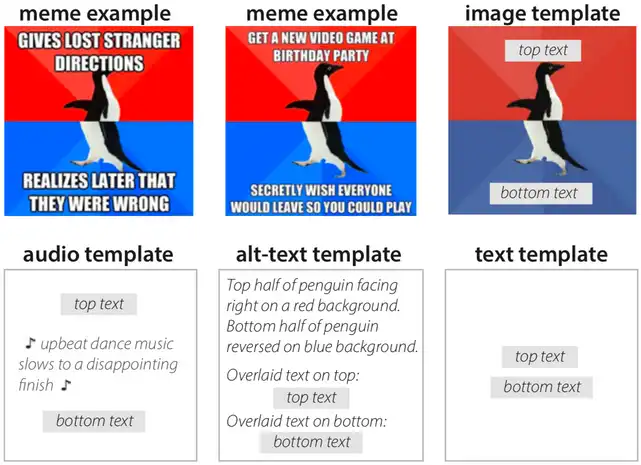 meme example
GIVES LOST STRANGER
DIRECTIONS
REALIZES LATER THAT
THEY WERE WRONG
meme example
GET A NEW VIDEO GAME AT
BIRTHDAY PARTY
SECRETLY WISH EVERYONE
WOULD LEAVE SO YOU COULD PLAY
image template
top text
bottom text
audio template
top text
♪ upbeat dance music
slows to a disappointing
finish ♪
bottom text
alt-text template
Top half of penguin facing
right on a red background.
Bottom half of penguin
reversed on blue background.
Overlaid text on top:
top text
Overlaid text on bottom:
bottom text
text template
top text
bottom text